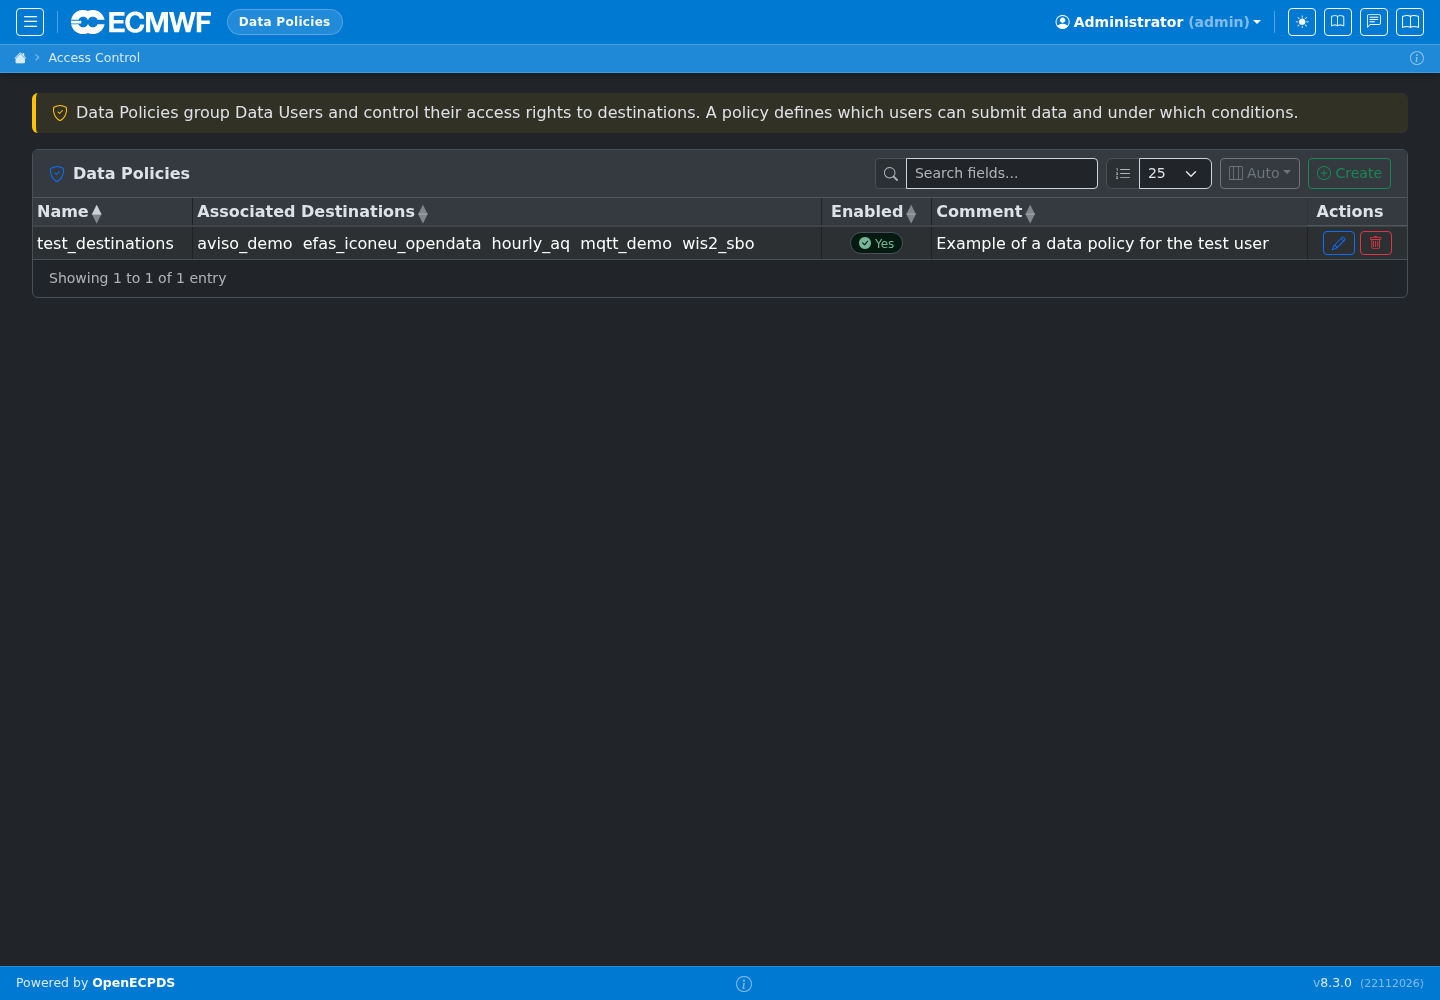 ECMWF Data Policies Administrator (admin)
Access Control
Data Policies group Data Users and control their access rights to destinations. A policy defines which users can submit data and under which conditions.
Data Policies Search fields... 25 Auto Create
Name Associated Destinations Enabled Comment Actions
test_destinations aviso_demo efas_iconeu_opendata hourly_aq mqtt_demo wis2_sbo Yes Example of a data policy for the test user
Showing 1 to 1 of 1 entry
Powered by OpenECPDS v8.3.0 (22112026)